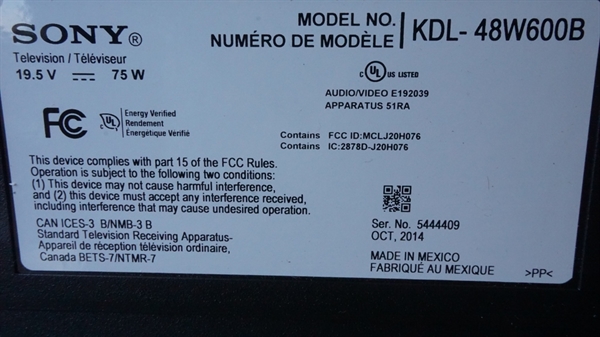 SONY®
MODEL NO.
NUMÉRO DE MODÈLE
KDL- 48W600B
Television / Téléviseur
19.5 V 75 W
c UL US LISTED
AUDIO/VIDEO E192039
APPARATUS 51RA
FC
c UL
Energy Verified
Rendement
Énergétique Vérifié
Contains FCC ID:MCLJ20H076
Contains IC:2878D-J20H076
This device complies with part 15 of the FCC Rules.
Operation is subject to the following two conditions:
(1) This device may not cause harmful interference,
and (2) this device must accept any interference received,
including interference that may cause undesired operation.
CAN ICES-3 B/NMB-3 B
Standard Television Receiving Apparatus-
Appareil de réception télévision ordinaire,
Canada BETS-7/NTMR-7
Ser. No. 5444409
OCT, 2014
MADE IN MEXICO
FABRIQUÉ AU MEXIQUE
>PP<